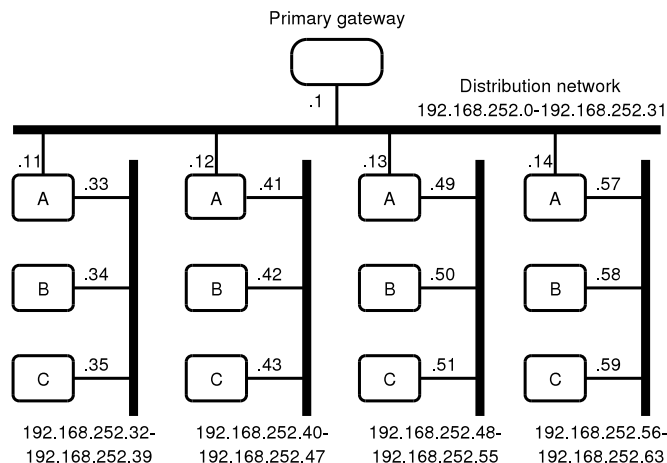 Primary gateway
.1
Distribution network
192.168.252.0-192.168.252.31
.11
.12
.13
.14
A
.33
A
.41
A
.49
A
.57
B
.34
B
.42
B
.50
B
.58
C
.35
C
.43
C
.51
C
.59
192.168.252.32-
192.168.252.39
192.168.252.40-
192.168.252.47
192.168.252.48-
192.168.252.55
192.168.252.56-
192.168.252.63